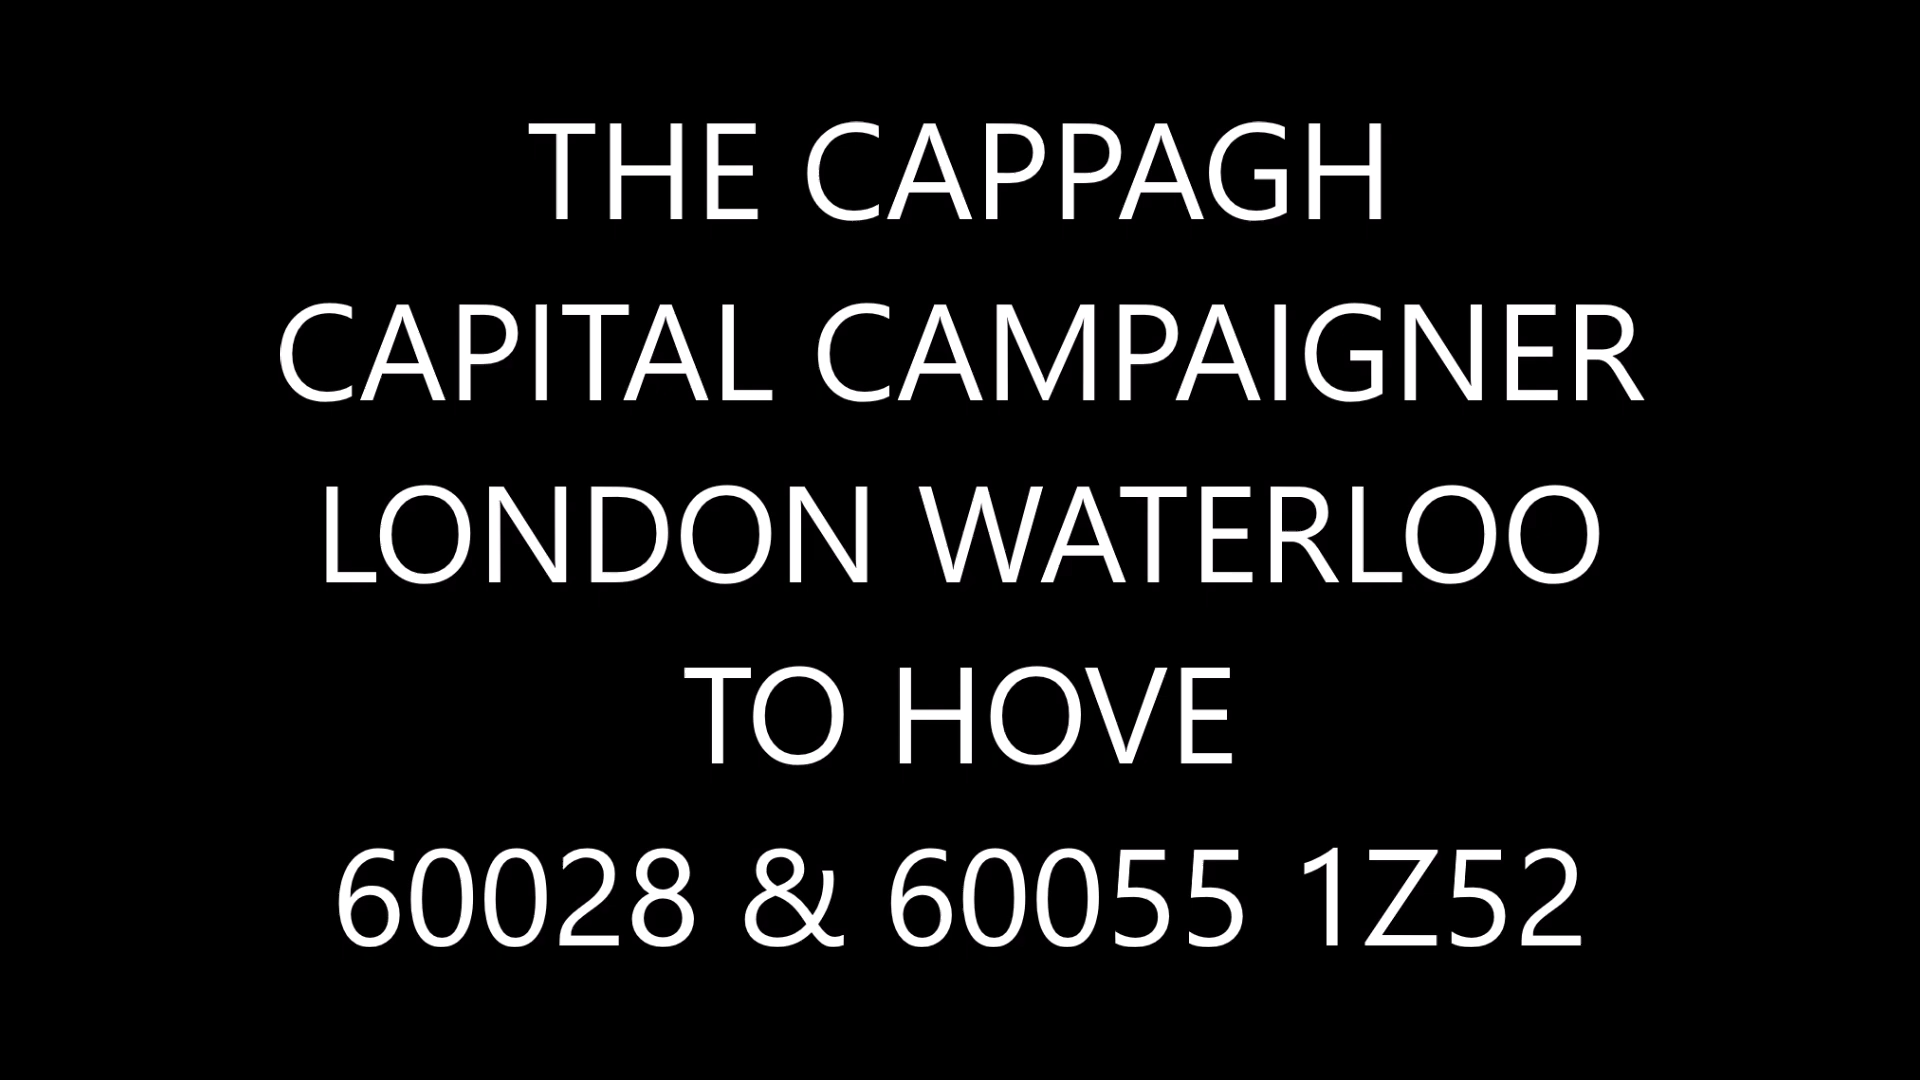 THE CAPPAGH
CAPITAL CAMPAIGNER
LONDON WATERLOO
TO HOVE
60028 & 60055 1Z52